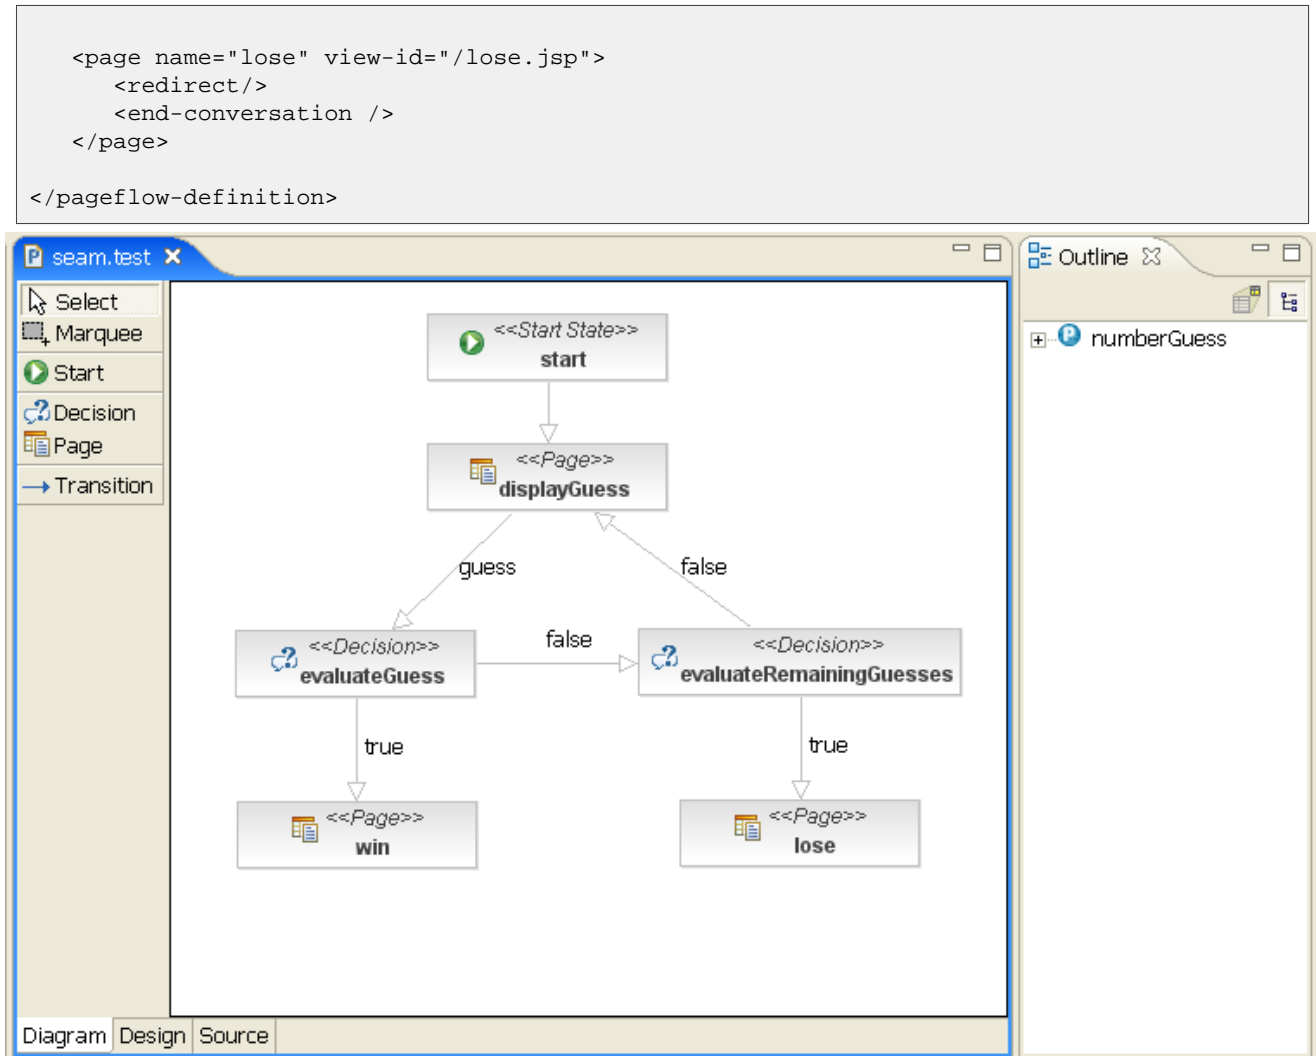 <page name="lose" view-id="/lose.jsp">
<redirect/>
<end-conversation />
</page>
</pageflow-definition>
seam.test
Outline
Select
Marquee
Start
Decision
Page
Transition
<<Start State>>
start
<<Page>>
displayGuess
guess
false
<<Decision>>
evaluateGuess
false
<<Decision>>
evaluateRemainingGuesses
true
true
<<Page>>
win
<<Page>>
lose
numberGuess
Diagram Design Source